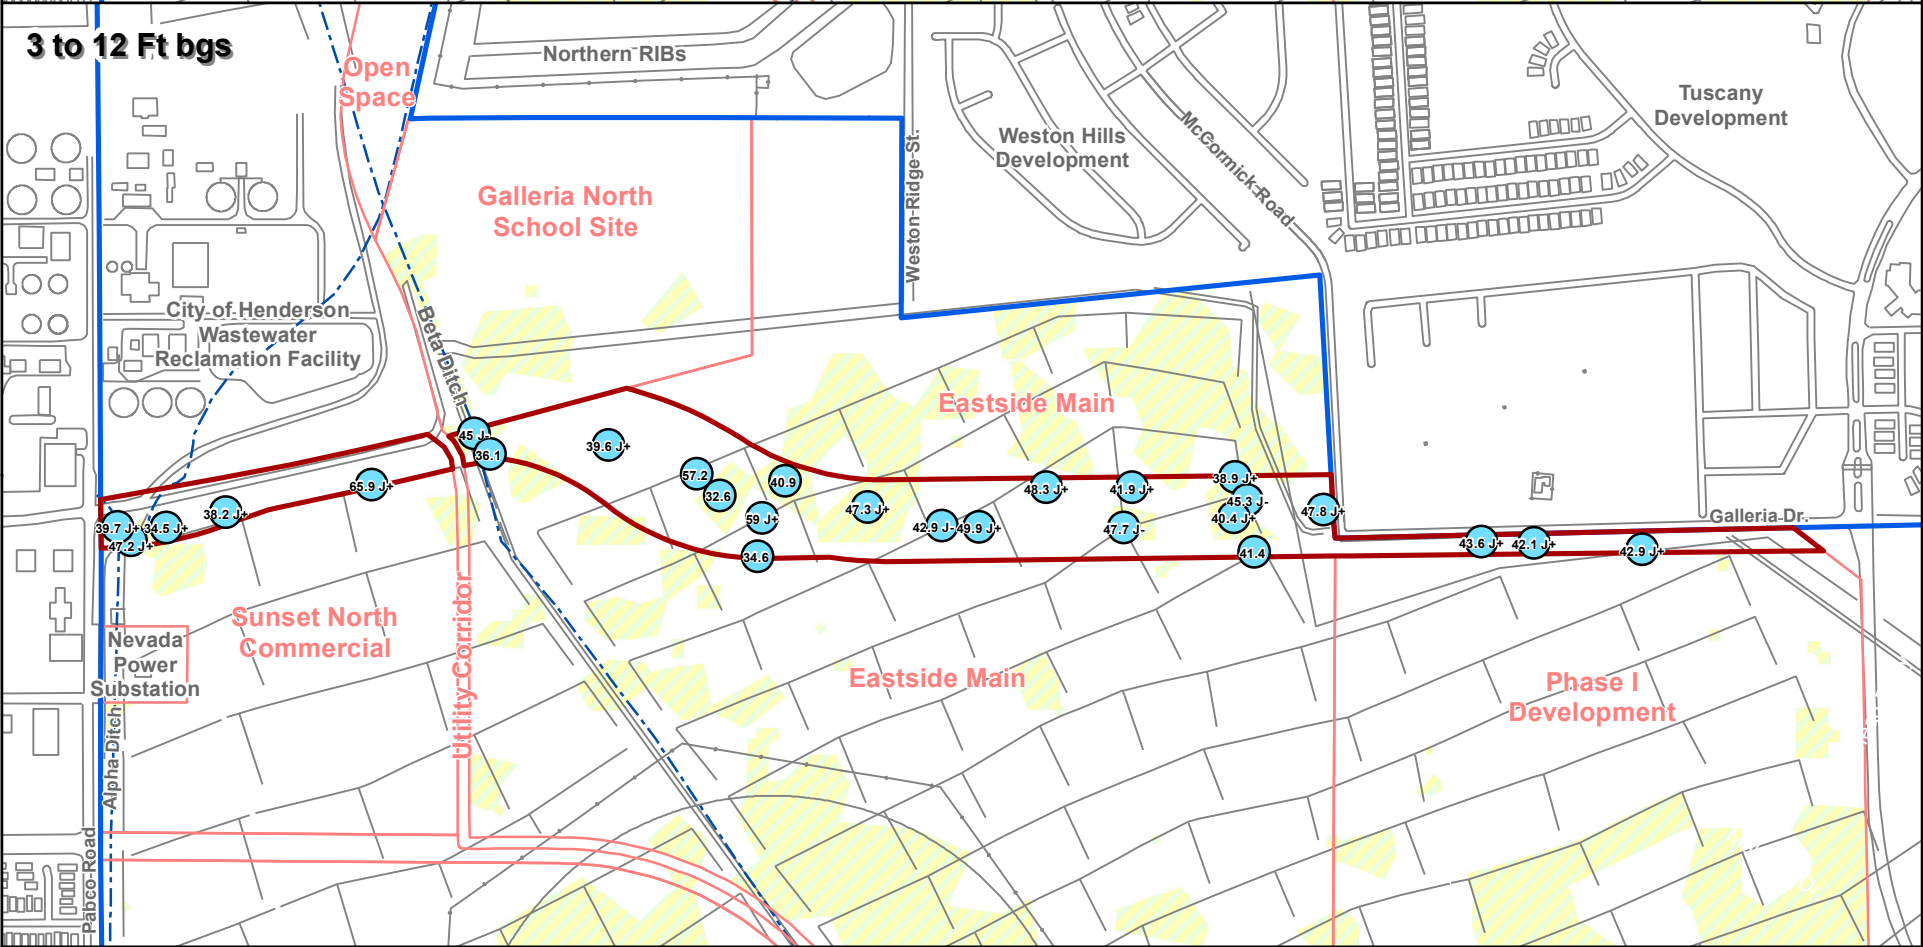 3 to 12 Ft bgs
Northern RIBs
Open
Space
Tuscany
Development
Weston Hills
Development
McCormick Road
Weston Ridge St.
Galleria North
School Site
City of Henderson
Wastewater
Reclamation Facility
Beta Ditch
Eastside Main
45 J-
36.1
39.6 J+
57.2
32.6
40.9
59 J+
34.6
47.3 J+
42.9 J-
49.9 J+
48.3 J+
41.9 J+
47.7 J-
38.9 J+
45.3 J-
40.4 J+
41.4
47.8 J+
65.9 J+
38.2 J+
34.5 J+
39.7 J+
47.2 J+
43.6 J+
42.1 J+
42.9 J+
Galleria Dr.
Sunset North
Commercial
Utility Corridor
Nevada
Power
Substation
Eastside Main
Phase I
Development
Alpha Ditch
Pabco Road